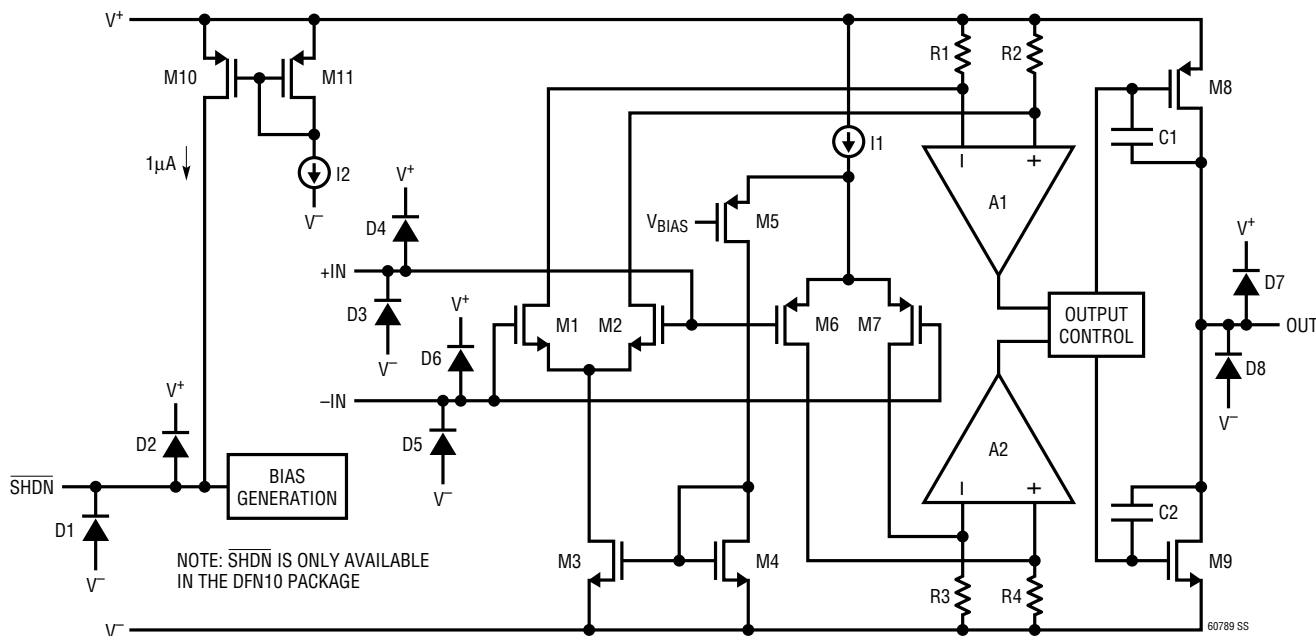 V+
R1
R2
M10
M11
M8
C1
1µA
I2
I1
V–
V+
A1
D4
VBIAS
M5
V+
+IN
D7
D3
V+
M1
M2
M6
M7
OUTPUT
CONTROL
OUT
V–
D6
D8
–IN
V+
V–
D2
D5
A2
SHDN
BIAS
GENERATION
V–
C2
D1
NOTE: SHDN IS ONLY AVAILABLE
IN THE DFN10 PACKAGE
M3
M4
M9
V–
R3
R4
V–
60789 SS
– +
– +